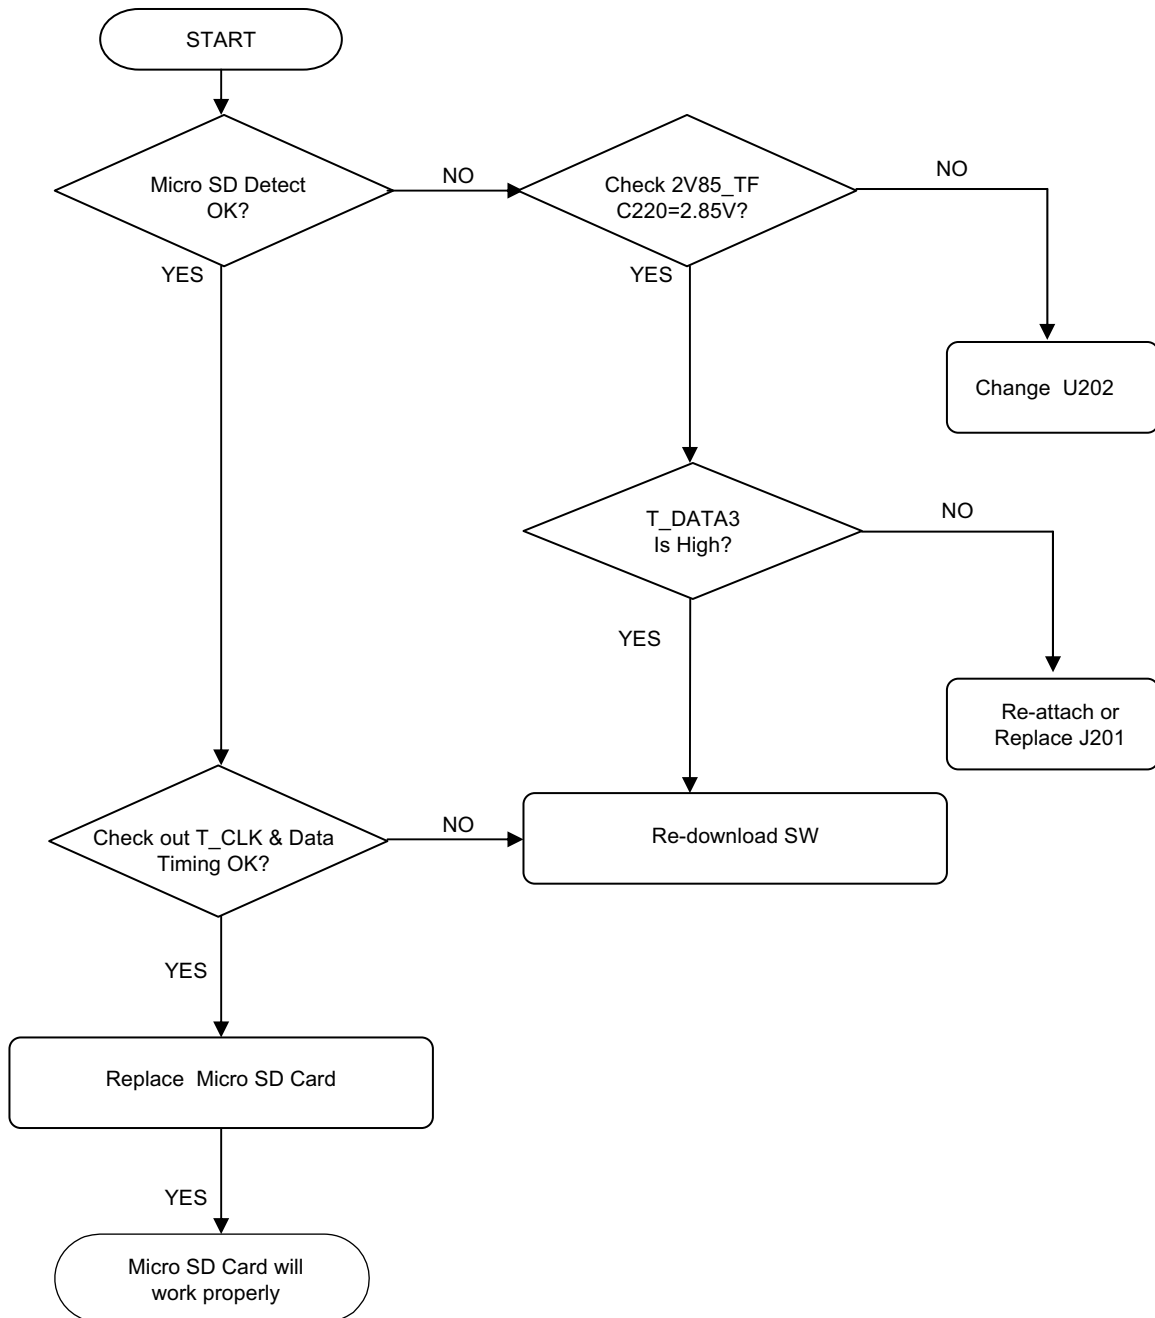 START
Micro SD Detect
OK?
NO
Check 2V85_TF
C220=2.85V?
NO
YES
YES
Change U202
T_DATA3
Is High?
NO
YES
Re-attach or
Replace J201
Check out T_CLK & Data
Timing OK?
NO
Re-download SW
YES
Replace Micro SD Card
YES
Micro SD Card will
work properly